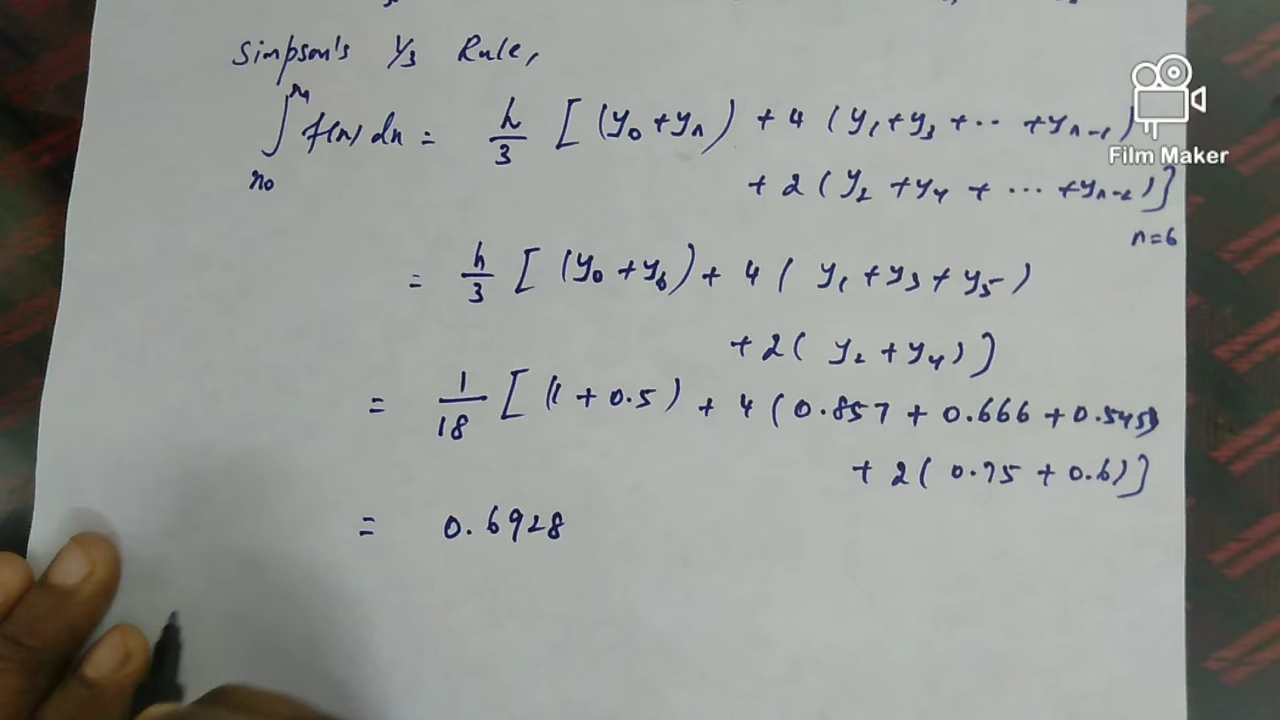 Simpson's 1/3 Rule,
∫ₓ₀ˣⁿ f(x) dx = h/3 [ (y₀ + yₙ) + 4 ( y₁ + y₃ + ·· + yₙ₋₁)
+ 2 ( y₂ + y₄ + ··· + yₙ₋₂ ) ]
n=6
= h/3 [ (y₀ + y₆) + 4 ( y₁ + y₃ + y₅ )
+ 2 ( y₂ + y₄ ) ]
= 1/18 [ (1 + 0.5) + 4 ( 0.857 + 0.666 + 0.545)
+ 2 ( 0.75 + 0.6 ) ]
= 0.6928
Film Maker